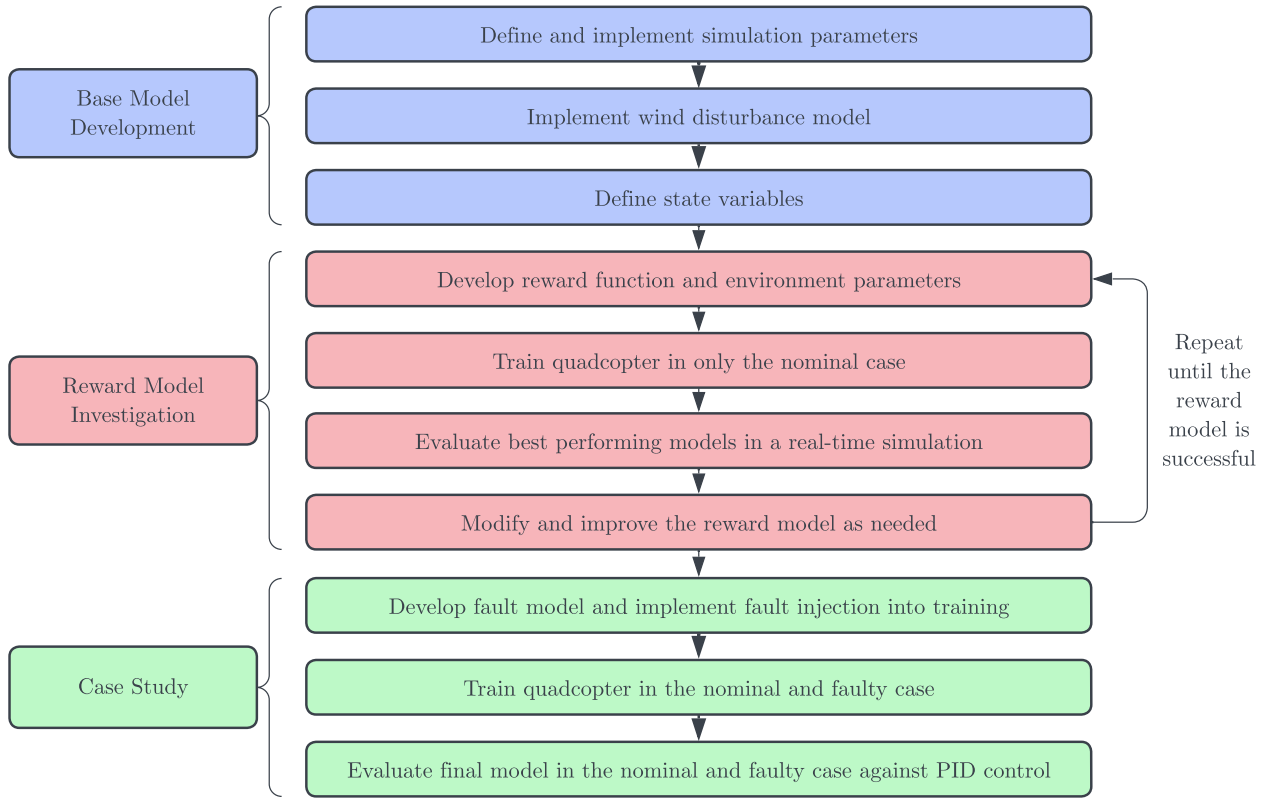 Define and implement simulation parameters
Base Model
Development
Implement wind disturbance model
Define state variables
Develop reward function and environment parameters
Train quadcopter in only the nominal case
Reward Model
Investigation
Evaluate best performing models in a real-time simulation
Modify and improve the reward model as needed
Repeat
until the
reward
model is
successful
Develop fault model and implement fault injection into training
Case Study
Train quadcopter in the nominal and faulty case
Evaluate final model in the nominal and faulty case against PID control